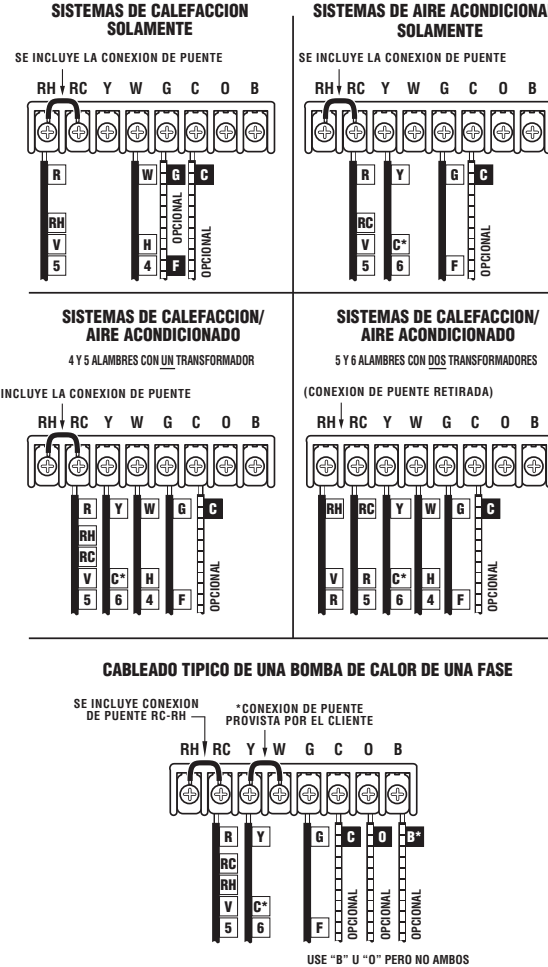 SISTEMAS DE CALEFACCION
SOLAMENTE
SE INCLUYE LA CONEXION DE PUENTE
RH RC Y W G C O B
R W G C
RH
V H
5 4 F
OPCIONAL
OPCIONAL
SISTEMAS DE AIRE ACONDICIONA
SOLAMENTE
SE INCLUYE LA CONEXION DE PUENTE
RH RC Y W G C O B
R Y G C
RC
V C*
5 6 F
OPCIONAL
SISTEMAS DE CALEFACCION/
AIRE ACONDICIONADO
4 Y 5 ALAMBRES CON UN TRANSFORMADOR
INCLUYE LA CONEXION DE PUENTE
RH RC Y W G C O B
R Y W G C
RH
RC
V C* H
5 6 4 F
OPCIONAL
SISTEMAS DE CALEFACCION/
AIRE ACONDICIONADO
5 Y 6 ALAMBRES CON DOS TRANSFORMADORES
(CONEXION DE PUENTE RETIRADA)
RH RC Y W G C O B
RH RC Y W G C
V R C* H
R 5 6 4 F
OPCIONAL
CABLEADO TIPICO DE UNA BOMBA DE CALOR DE UNA FASE
SE INCLUYE CONEXION
DE PUENTE RC-RH
*CONEXION DE PUENTE
PROVISTA POR EL CLIENTE
RH RC Y W G C O B
R Y G C O B*
RC
RH
V C*
5 6 F
OPCIONAL
OPCIONAL
OPCIONAL
USE “B” U “O” PERO NO AMBOS